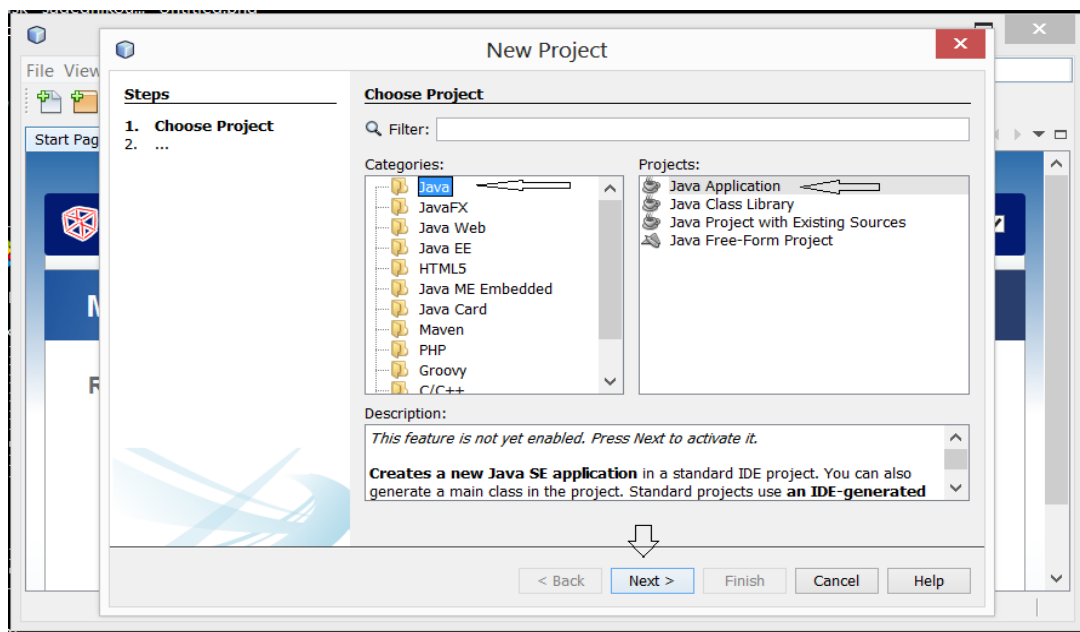 New Project
File View
Steps
1. Choose Project
2. ...
Start Pag
Choose Project
Filter:
Categories:
Java
JavaFX
Java Web
Java EE
HTML5
Java ME Embedded
Java Card
Maven
PHP
Groovy
C/C++
Projects:
Java Application
Java Class Library
Java Project with Existing Sources
Java Free-Form Project
M
R
Description:
This feature is not yet enabled. Press Next to activate it.
Creates a new Java SE application in a standard IDE project. You can also
generate a main class in the project. Standard projects use an IDE-generated
< Back
Next >
Finish
Cancel
Help